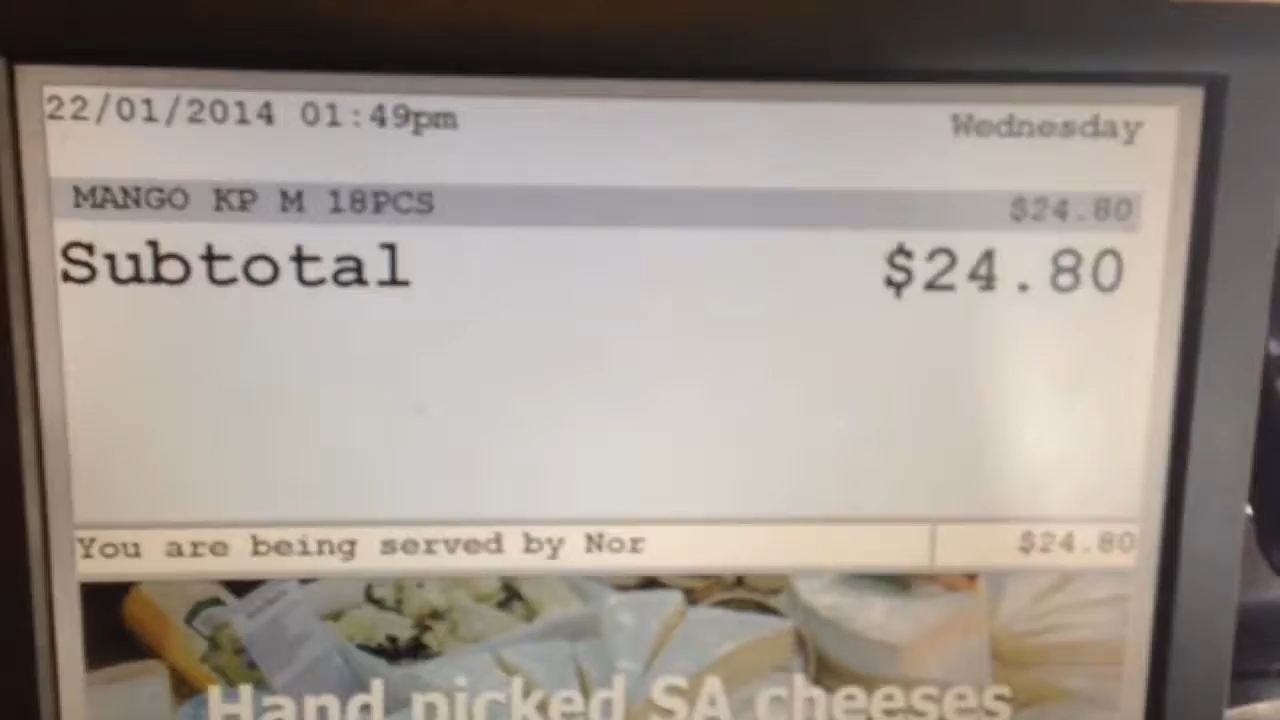 22/01/2014 01:49pm Wednesday
MANGO KP M 18PCS $24.80
Subtotal $24.80
You are being served by Nor $24.80
Hand picked SA cheeses